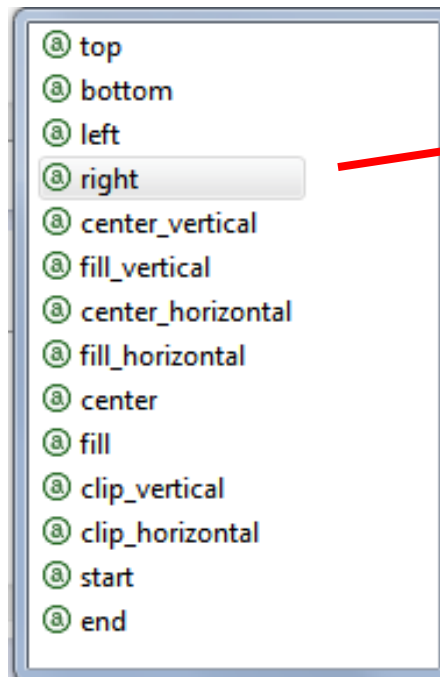 @ top
@ bottom
@ left
@ right
@ center_vertical
@ fill_vertical
@ center_horizontal
@ fill_horizontal
@ center
@ fill
@ clip_vertical
@ clip_horizontal
@ start
@ end